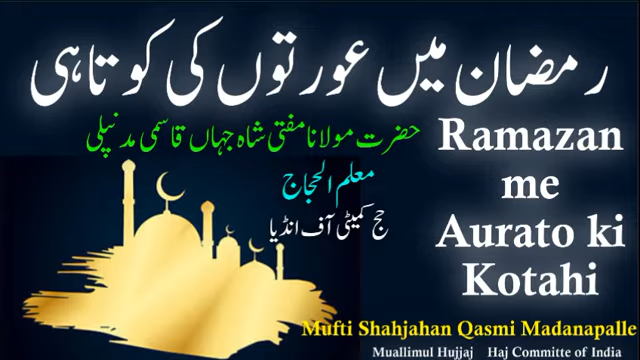 رمضان میں عورتوں کی کوتاہی
حضرت مولانا مفتی شاہ جہاں قاسمی مدنپلی
معلم الحجاج
حج کمیٹی آف انڈیا
Ramazan
me
Aurato ki
Kotahi
Mufti Shahjahan Qasmi Madanapalle
Muallimul Hujjaj Haj Committe of India